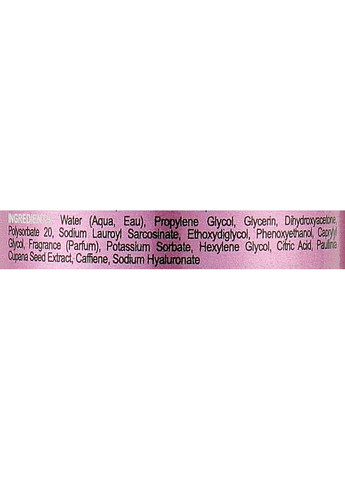 INGREDIENTS: Water (Aqua, Eau), Propylene Glycol, Glycerin, Dihydroxyacetone,
Polysorbate 20, Sodium Lauroyl Sarcosinate, Ethoxydiglycol, Phenoxyethanol, Caprylyl
Glycol, Fragrance (Parfum), Potassium Sorbate, Hexylene Glycol, Citric Acid, Paullinia
Cupana Seed Extract, Caffiene, Sodium Hyaluronate